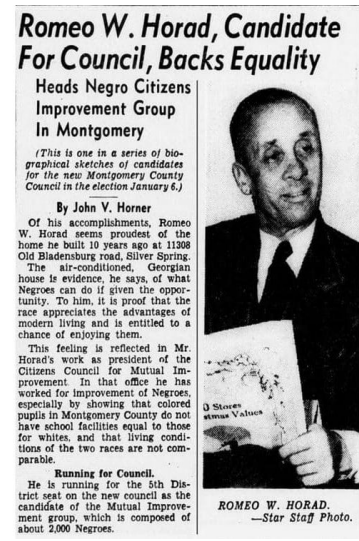 Romeo W. Horad, Candidate
For Council, Backs Equality
Heads Negro Citizens
Improvement Group
In Montgomery
(This is one in a series of bio-
graphical sketches of candidates
for the new Montgomery County
Council in the election January 6.)
By John V. Horner
Of his accomplishments, Romeo
W. Horad seems proudest of the
home he built 10 years ago at 11308
Old Bladensburg road, Silver Spring.
The air-conditioned, Georgian
house is evidence, he says, of what
Negroes can do if given the oppor-
tunity. To him, it is proof that the
race appreciates the advantages of
modern living and is entitled to a
chance of enjoying them.
This feeling is reflected in Mr.
Horad's work as president of the
Citizens Council for Mutual Im-
provement. In that office he has
worked for improvement of Negroes,
especially by showing that colored
pupils in Montgomery County do not
have school facilities equal to those
for whites, and that living condi-
tions of the two races are not com-
parable.
Running for Council.
He is running for the 5th Dis-
trict seat on the new council as the
candidate of the Mutual Improve-
ment group, which is composed of
about 2,000 Negroes.
Stores
Values
ROMEO W. HORAD.
—Star Staff Photo.